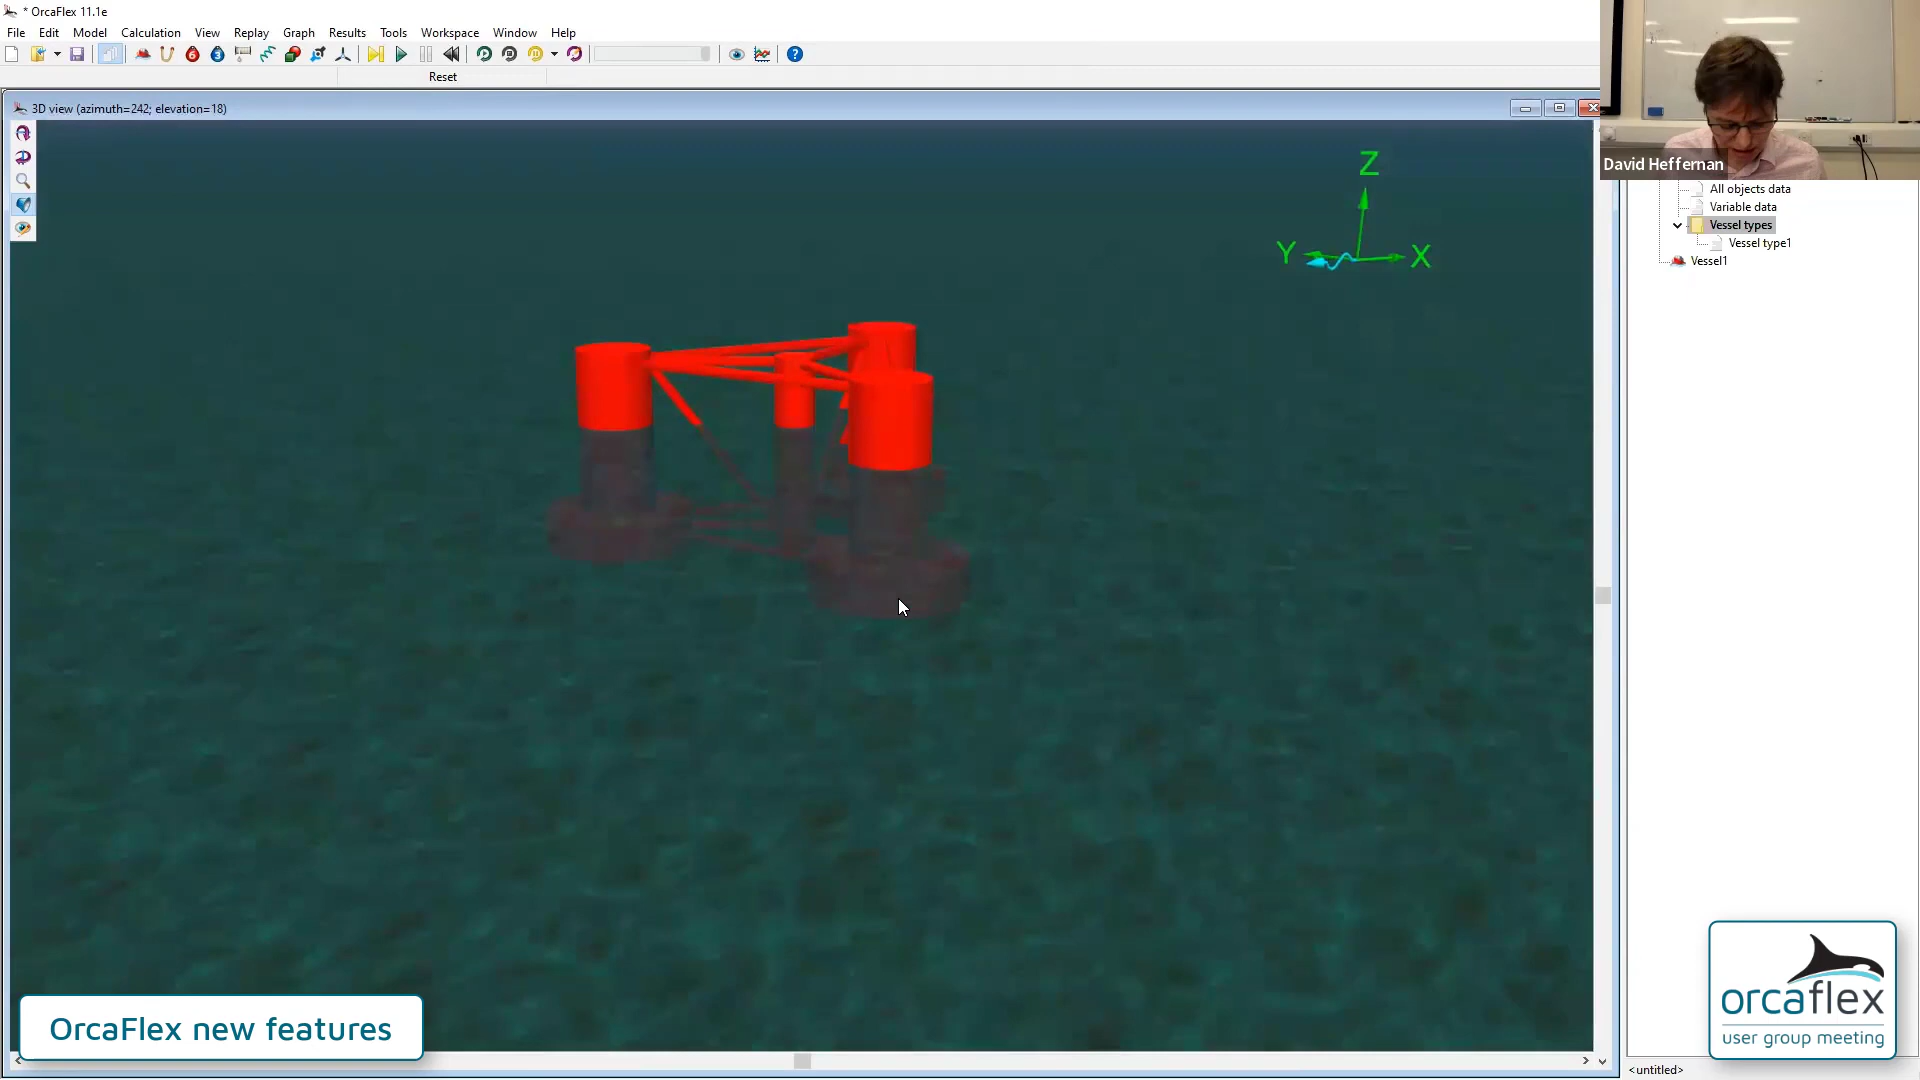 * OrcaFlex 11.1e
File Edit Model Calculation View Replay Graph Results Tools Workspace Window Help
Reset
3D view (azimuth=242; elevation=18)
David Heffernan
Z
Y
X
All objects data
Variable data
Vessel types
Vessel type1
Vessel1
OrcaFlex new features
orcaflex
user group meeting
<untitled>